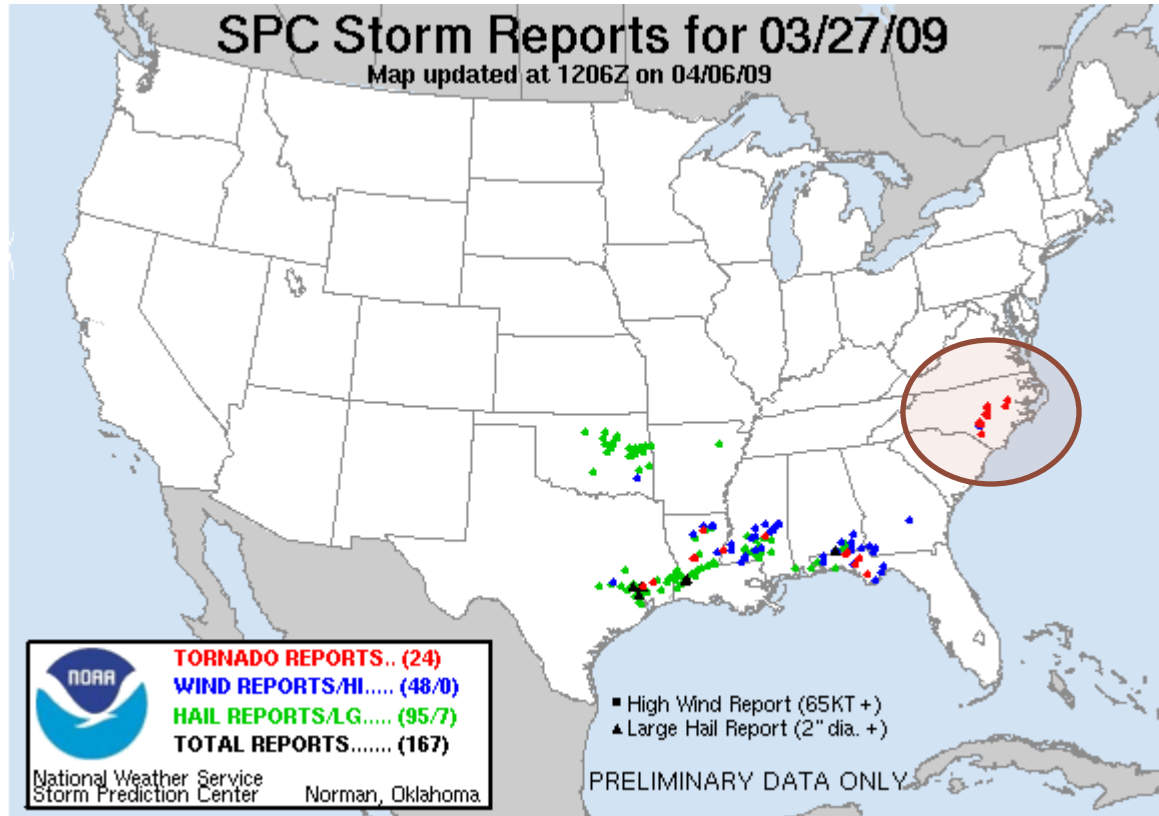 SPC Storm Reports for 03/27/09
Map updated at 1206Z on 04/06/09
NOAA
TORNADO REPORTS.. (24)
WIND REPORTS/HI..... (48/0)
HAIL REPORTS/LG..... (95/7)
TOTAL REPORTS....... (167)
National Weather Service
Storm Prediction Center Norman, Oklahoma
High Wind Report (65KT +)
Large Hail Report (2" dia. +)
PRELIMINARY DATA ONLY